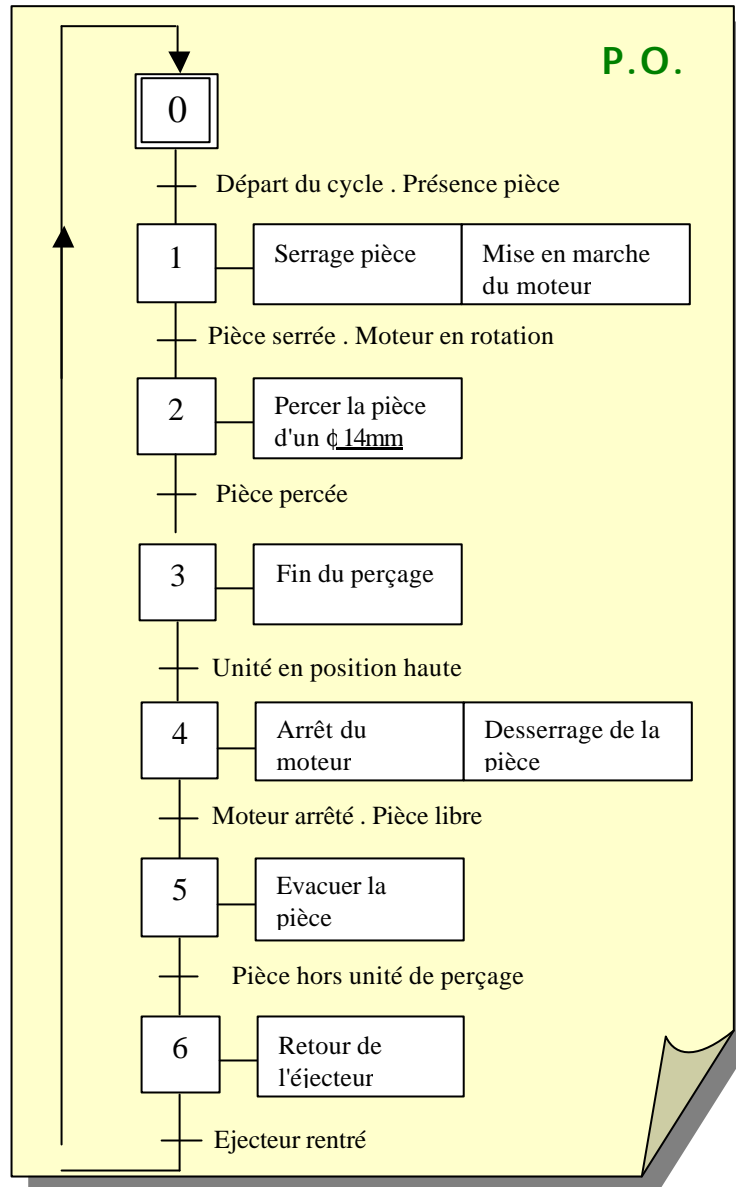 P.O.
0
Départ du cycle . Présence pièce
1
Serrage pièce
Mise en marche
du moteur
Pièce serrée . Moteur en rotation
2
Percer la pièce
d'un ϕ 14mm
Pièce percée
3
Fin du perçage
Unité en position haute
4
Arrêt du
moteur
Desserrage de la
pièce
Moteur arrêté . Pièce libre
5
Evacuer la
pièce
Pièce hors unité de perçage
6
Retour de
l'éjecteur
Ejecteur rentré